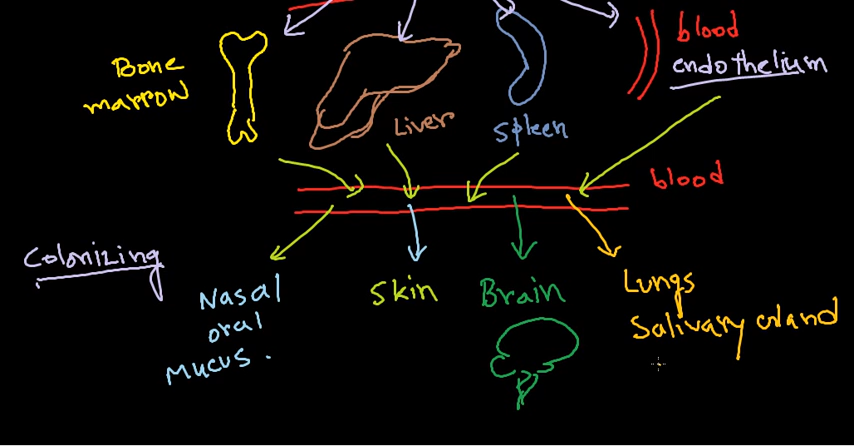 Bone
marrow
Liver
Spleen
blood
endothelium
blood
Colonizing
Nasal
oral
mucus.
Skin
Brain
Lungs
Salivary gland